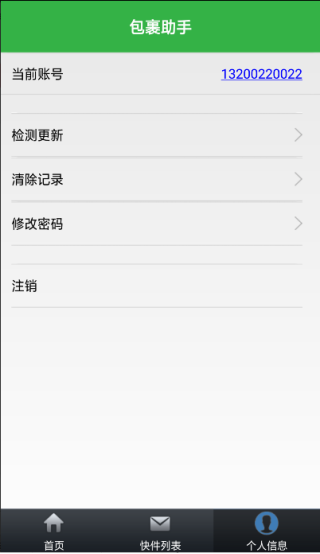 包裹助手
当前账号 13200220022
检测更新
清除记录
修改密码
注销
首页 快件列表 个人信息